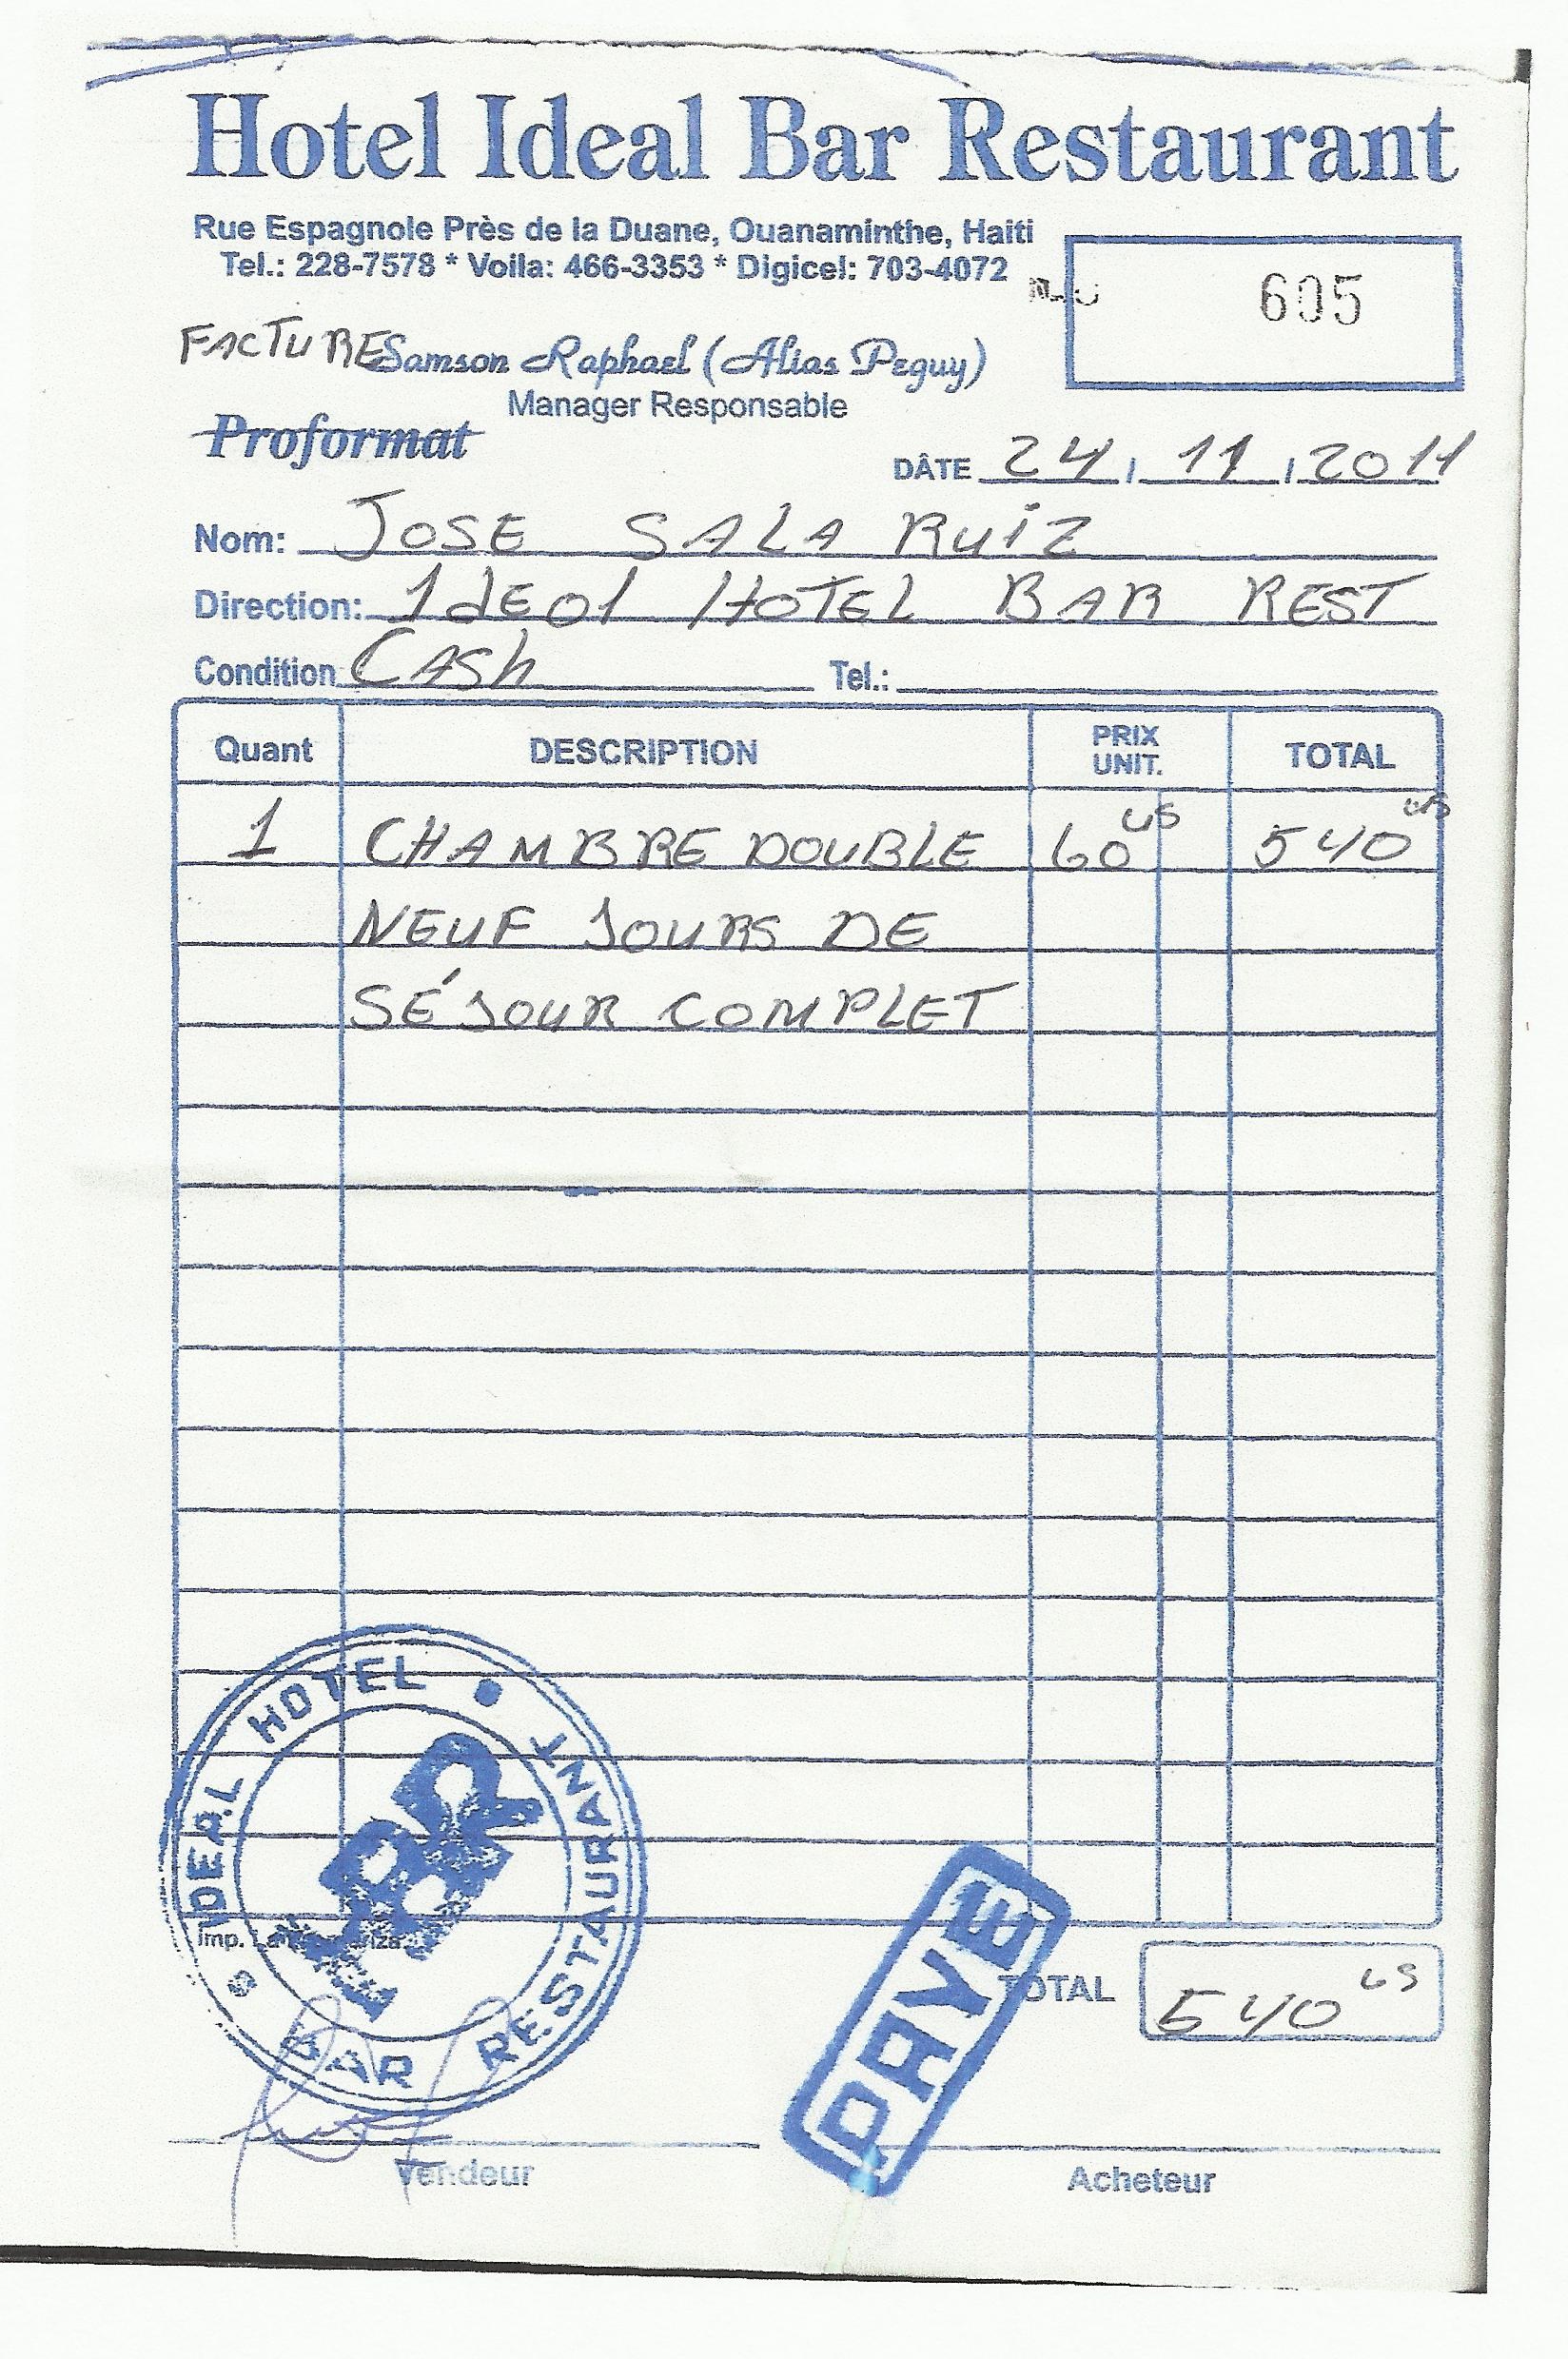 Hotel Ideal Bar Restaurant
Rue Espagnole Près de la Duane, Ouanaminthe, Haiti
Tel.: 228-7578 * Voila: 466-3353 * Digicel: 703-4072
605
FACTURE Samson Raphael (Alias Peguy)
Manager Responsable
Proformat
DÂTE 24 / 11 / 2011
Nom: JOSE SALA RUIZ
Direction: IdEal HOTEL BAR REST
Condition CASh Tel.:
Quant DESCRIPTION PRIX UNIT. TOTAL
1 CHAMBRE DOUBLE 60 US 540 US
NEUF JOURS DE
SÉJOUR COMPLET
IDEAL HOTEL
BAR RESTAURANT
Imp.
PAYE
TOTAL 540 US
Vendeur Acheteur